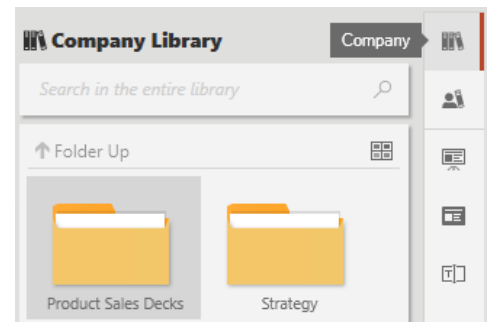 Company Library
Company
Search in the entire library
Folder Up
Product Sales Decks
Strategy